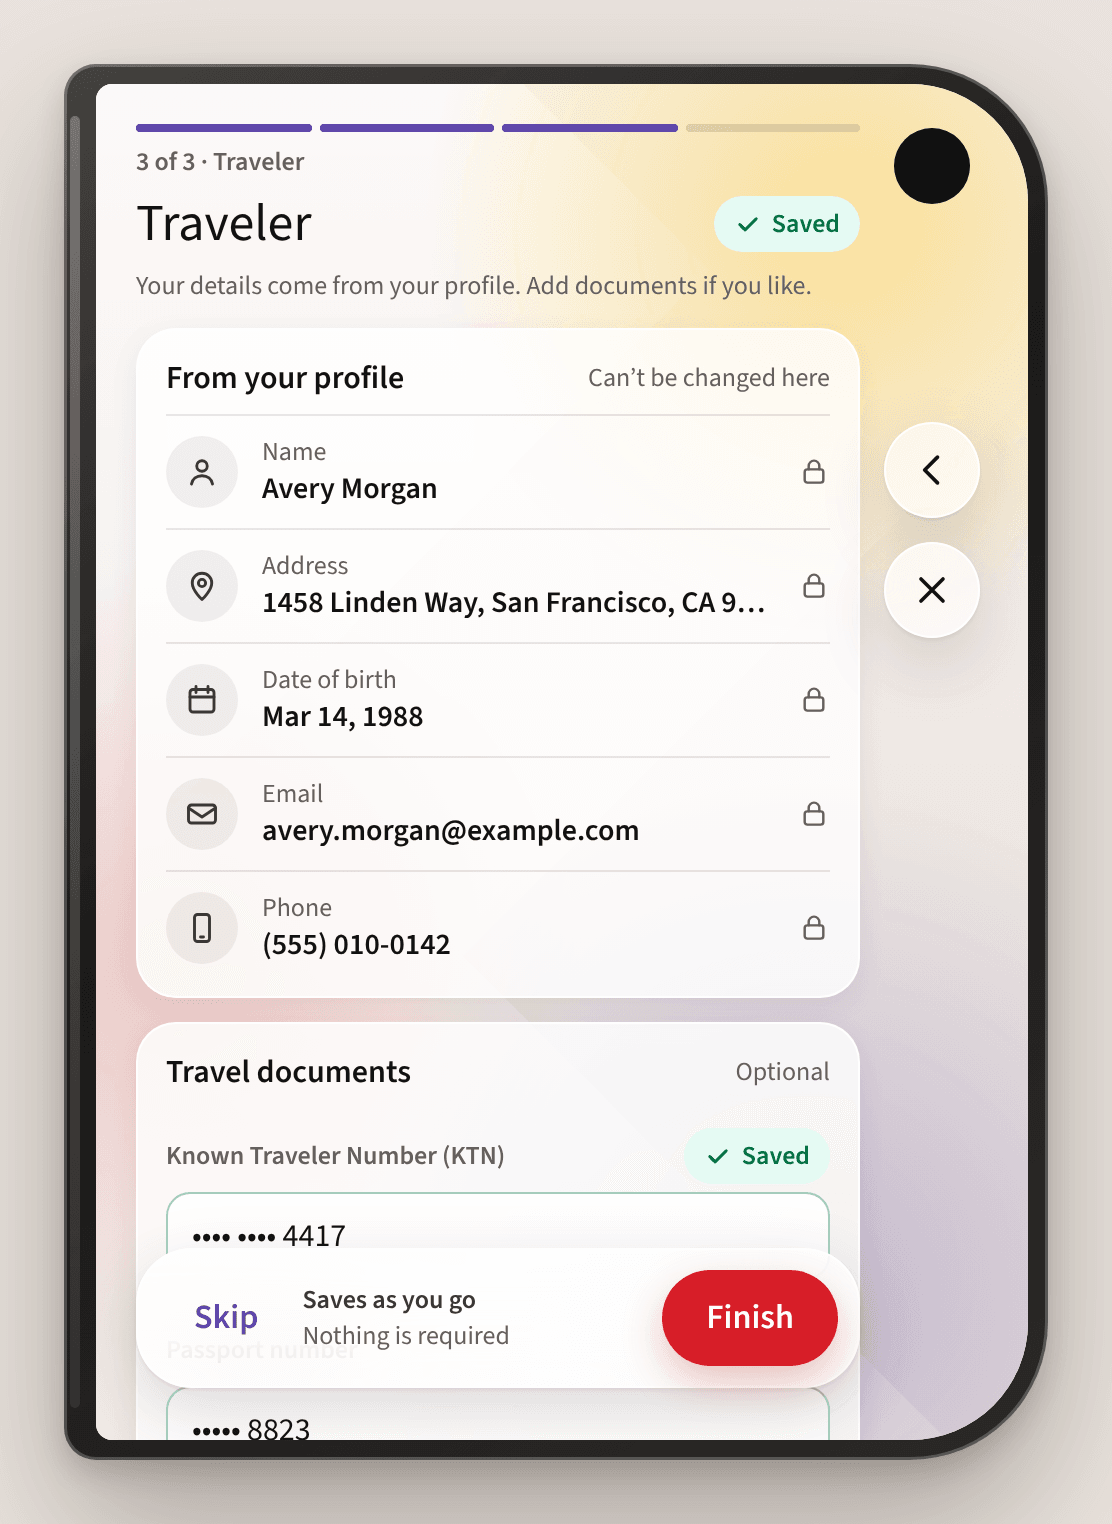 3 of 3 · Traveler
Traveler
Saved
Your details come from your profile. Add documents if you like.
From your profile
Can’t be changed here
Name
Avery Morgan
Address
1458 Linden Way, San Francisco, CA 9…
Date of birth
Mar 14, 1988
Email
avery.morgan@example.com
Phone
(555) 010-0142
Travel documents
Optional
Known Traveler Number (KTN)
Saved
•••• •••• 4417
Skip
Saves as you go
Nothing is required
Finish
Passport number
••••• 8823